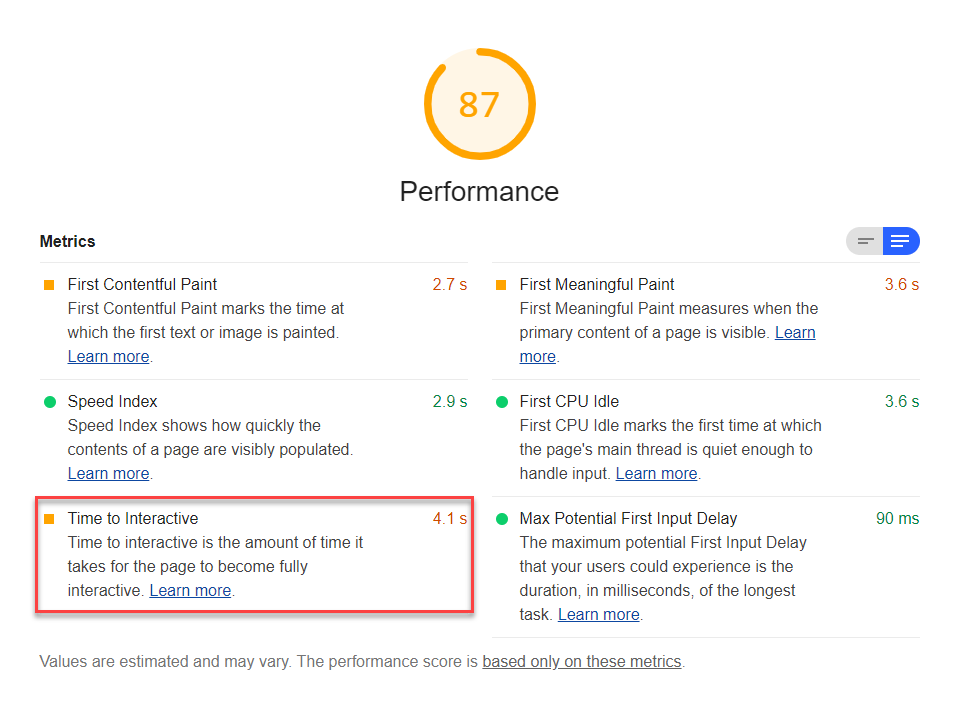 87
Performance
Metrics
First Contentful Paint 2.7 s
First Contentful Paint marks the time at
which the first text or image is painted.
Learn more.
First Meaningful Paint 3.6 s
First Meaningful Paint measures when the
primary content of a page is visible. Learn
more.
Speed Index 2.9 s
Speed Index shows how quickly the
contents of a page are visibly populated.
Learn more.
First CPU Idle 3.6 s
First CPU Idle marks the first time at which
the page's main thread is quiet enough to
handle input. Learn more.
Time to Interactive 4.1 s
Time to interactive is the amount of time it
takes for the page to become fully
interactive. Learn more.
Max Potential First Input Delay 90 ms
The maximum potential First Input Delay
that your users could experience is the
duration, in milliseconds, of the longest
task. Learn more.
Values are estimated and may vary. The performance score is based only on these metrics.